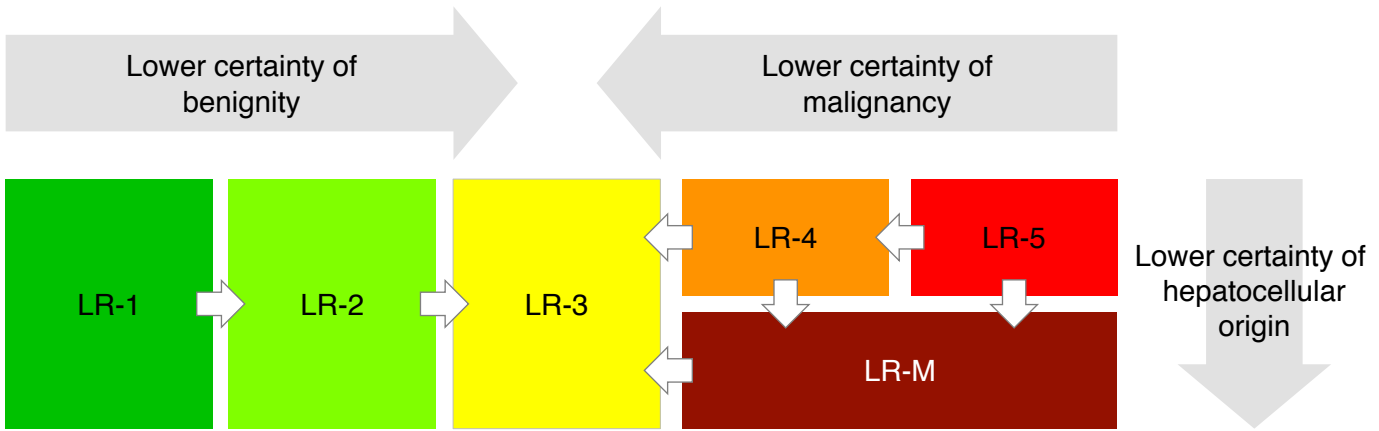 Lower certainty of
benignity
Lower certainty of
malignancy
LR-1
LR-2
LR-3
LR-4
LR-5
LR-M
Lower certainty of
hepatocellular
origin